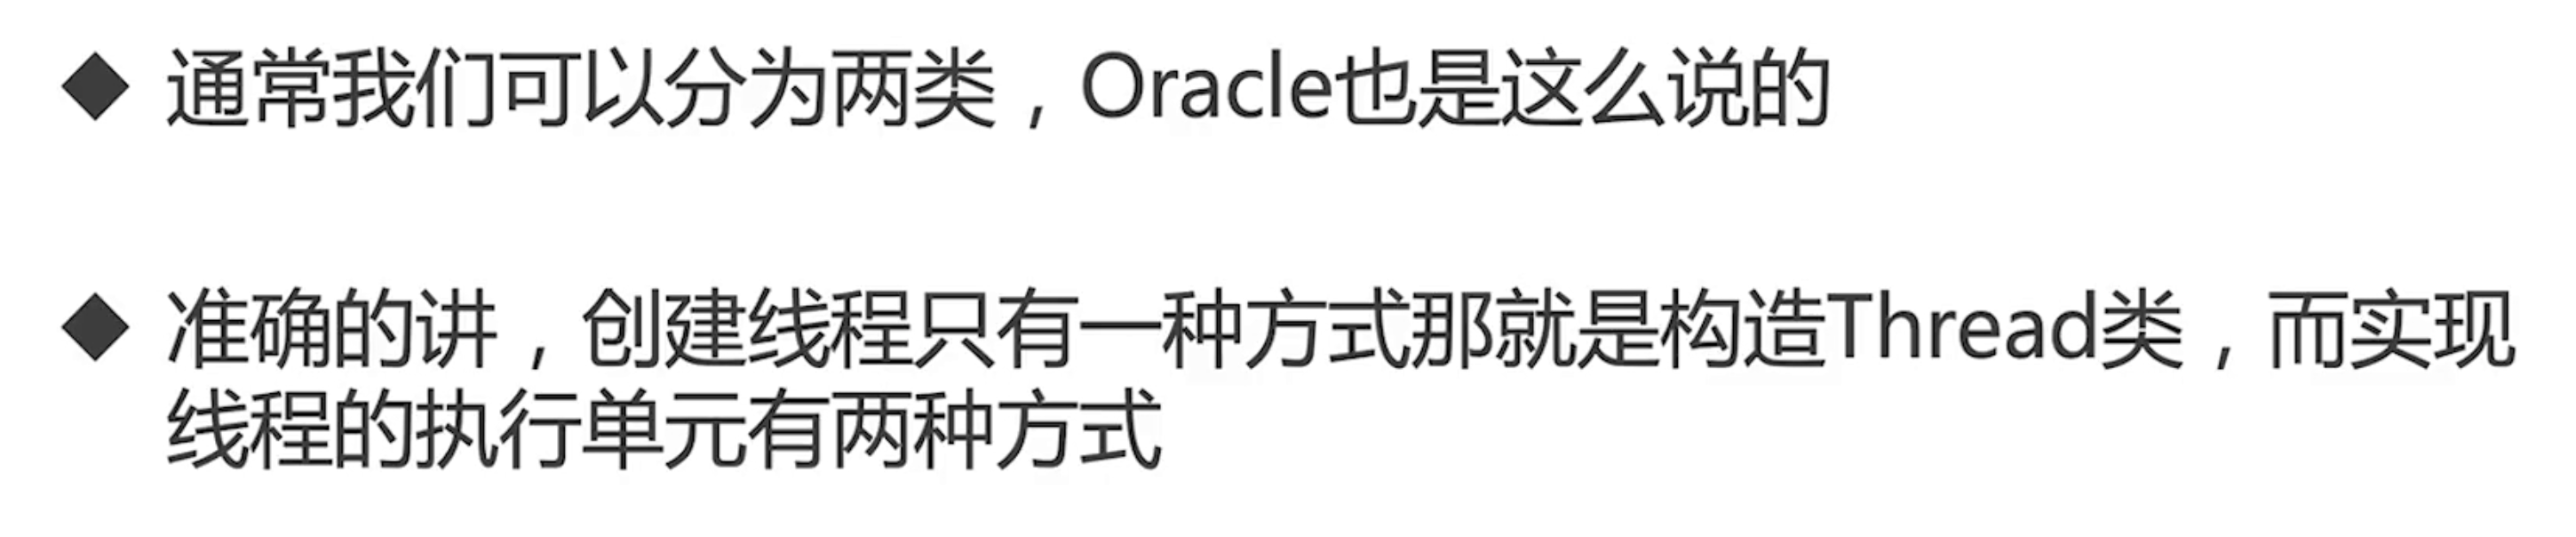 ◆ 通常我们可以分为两类，Oracle也是这么说的
◆ 准确的讲，创建线程只有一种方式那就是构造Thread类，而实现
线程的执行单元有两种方式